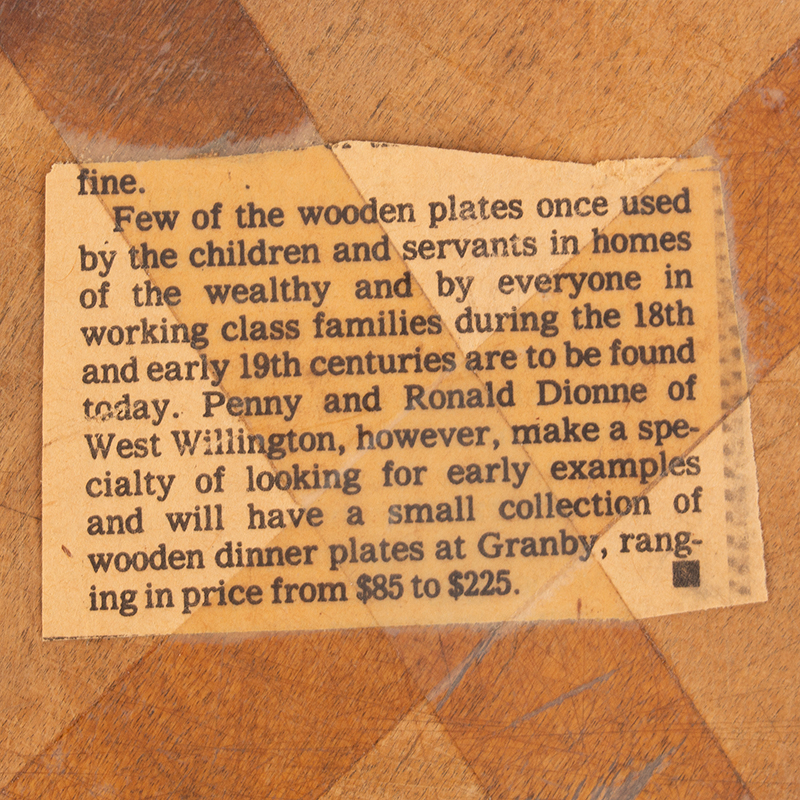 fine.
Few of the wooden plates once used
by the children and servants in homes
of the wealthy and by everyone in
working class families during the 18th
and early 19th centuries are to be found
today. Penny and Ronald Dionne of
West Willington, however, make a spe-
cialty of looking for early examples
and will have a small collection of
wooden dinner plates at Granby, rang-
ing in price from $85 to $225.